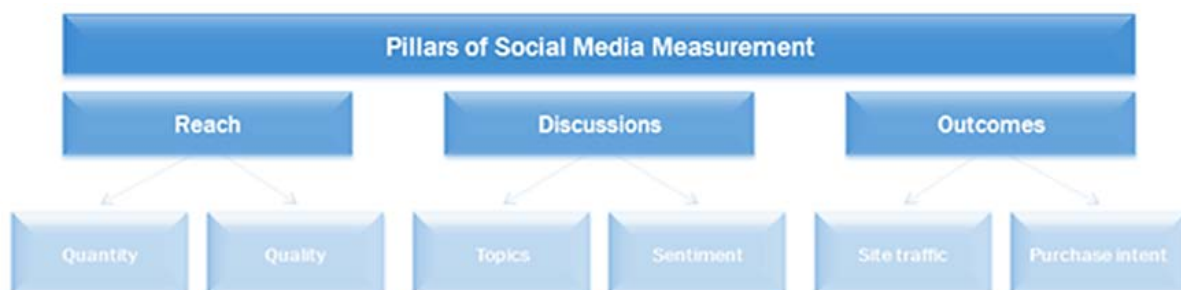 Pillars of Social Media Measurement
Reach
Discussions
Outcomes
Quantity
Quality
Topics
Sentiment
Site traffic
Purchase intent